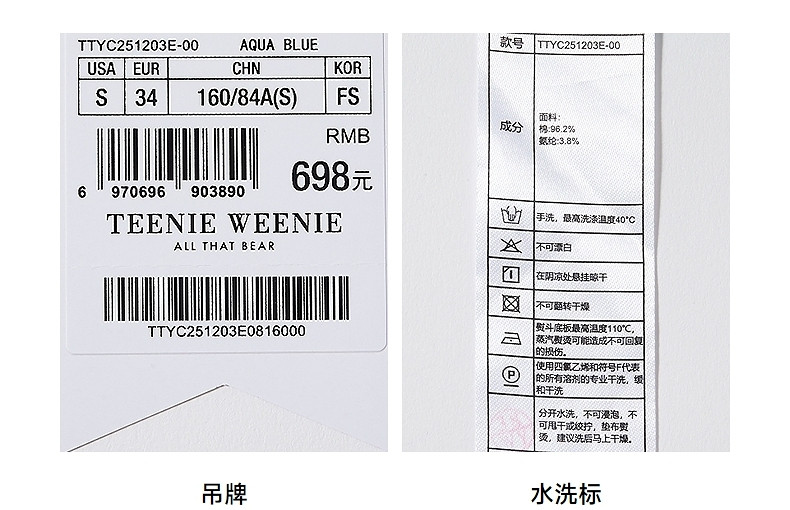 TTYC251203E-00 AQUA BLUE
USA EUR CHN KOR
S 34 160/84A(S) FS
RMB
698元
6 970696 903890
TEENIE WEENIE
ALL THAT BEAR
TTYC251203E0816000
吊牌
款号 TTYC251203E-00
成分
面料:
棉:96.2%
氨纶:3.8%
手洗，最高洗涤温度40°C
不可漂白
在阴凉处悬挂晾干
不可翻转干燥
熨斗底板最高温度110℃，
蒸汽熨烫可能造成不可回复
的损伤。
使用四氯乙烯和符号F代表
的所有溶剂的专业干洗，缓
和干洗
P
分开水洗，不可浸泡，不
可甩干或绞拧，垫布熨
烫，建议洗后马上干燥。
水洗标